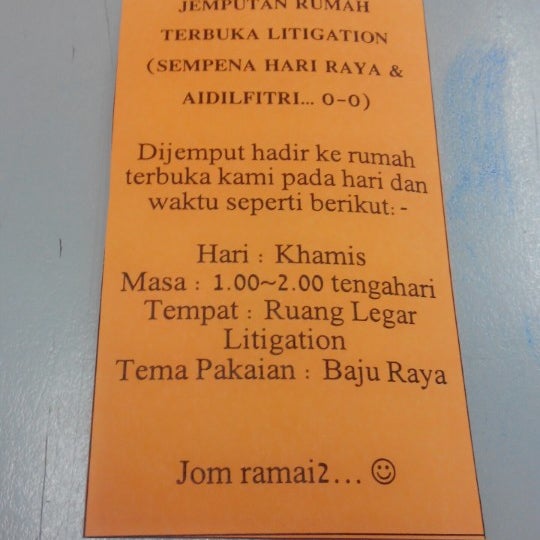 JEMPUTAN RUMAH
TERBUKA LITIGATION
(SEMPENA HARI RAYA &
AIDILFITRI... O-O)
Dijemput hadir ke rumah
terbuka kami pada hari dan
waktu seperti berikut: -
Hari : Khamis
Masa : 1.00~2.00 tengahari
Tempat : Ruang Legar
Litigation
Tema Pakaian : Baju Raya
Jom ramai2... ☺